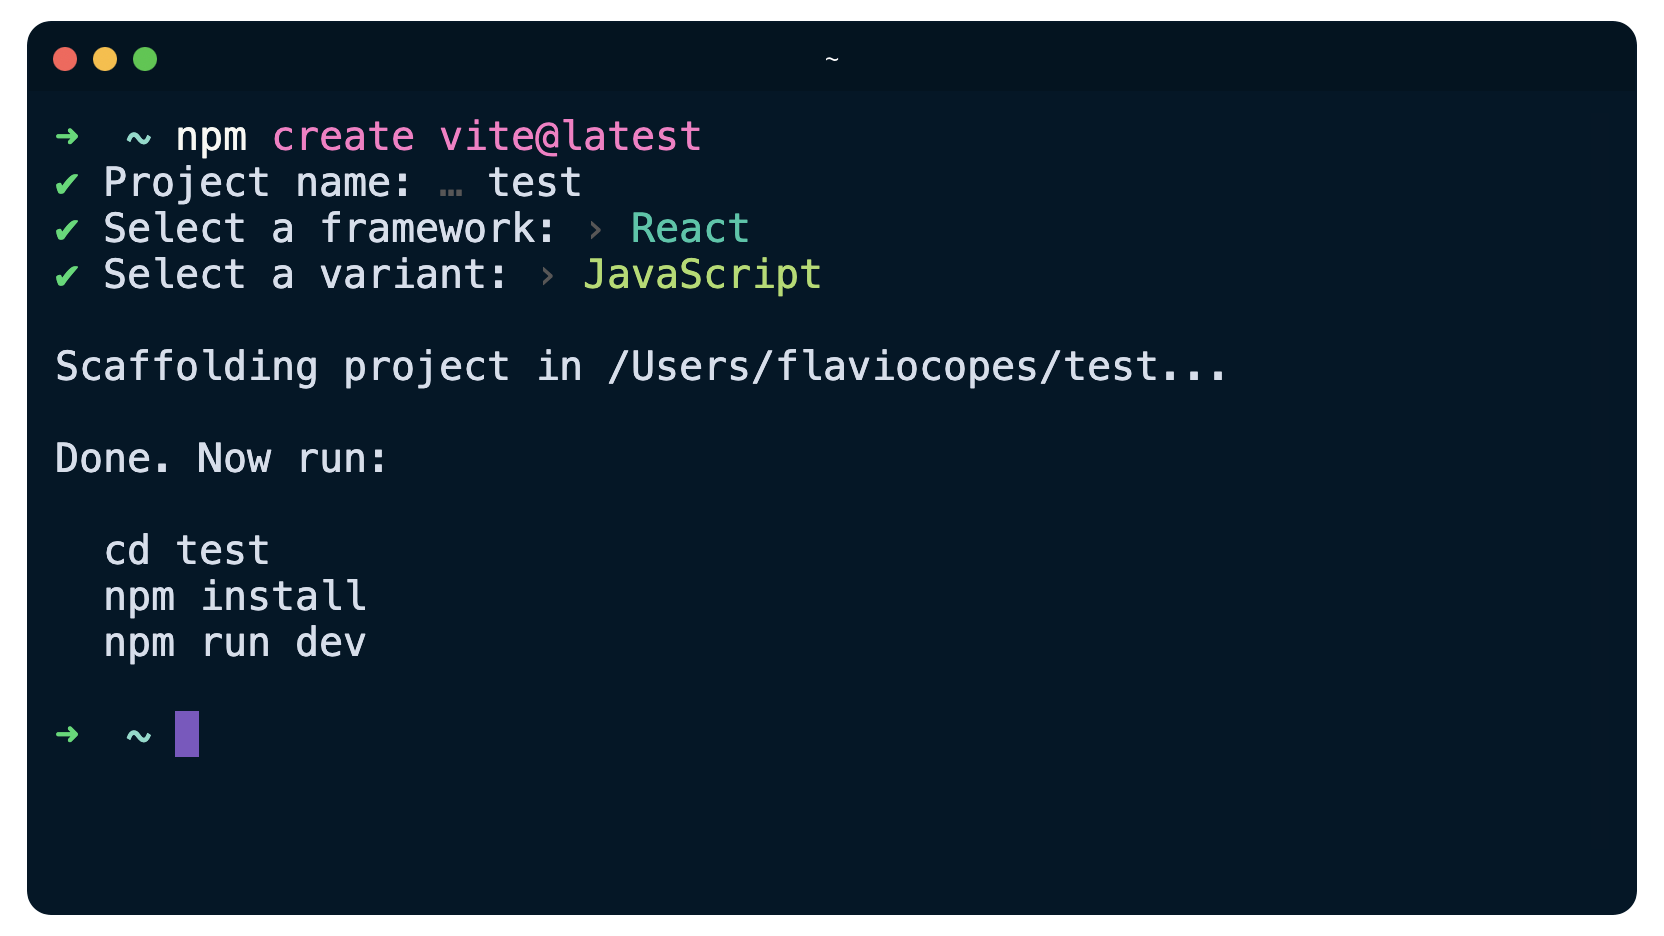 ~
➜  ~ npm create vite@latest
✔ Project name: … test
✔ Select a framework: › React
✔ Select a variant: › JavaScript
Scaffolding project in /Users/flaviocopes/test...
Done. Now run:
cd test
npm install
npm run dev
➜  ~